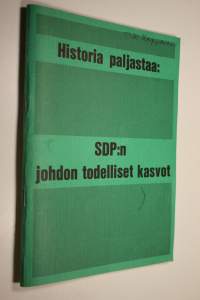 Historia paljastaa:
SDP:n
johdon todelliset kasvot